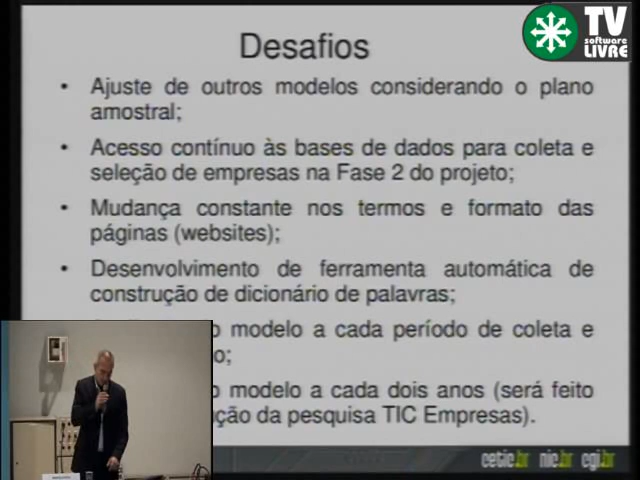 TV
software
LIVRE
Desafios
• Ajuste de outros modelos considerando o plano
amostral;
• Acesso contínuo às bases de dados para coleta e
seleção de empresas na Fase 2 do projeto;
• Mudança constante nos termos e formato das
páginas (websites);
• Desenvolvimento de ferramenta automática de
construção de dicionário de palavras;
o modelo a cada período de coleta e
o;
o modelo a cada dois anos (será feito
ção da pesquisa TIC Empresas).
cetic.br nic.br cgi.br